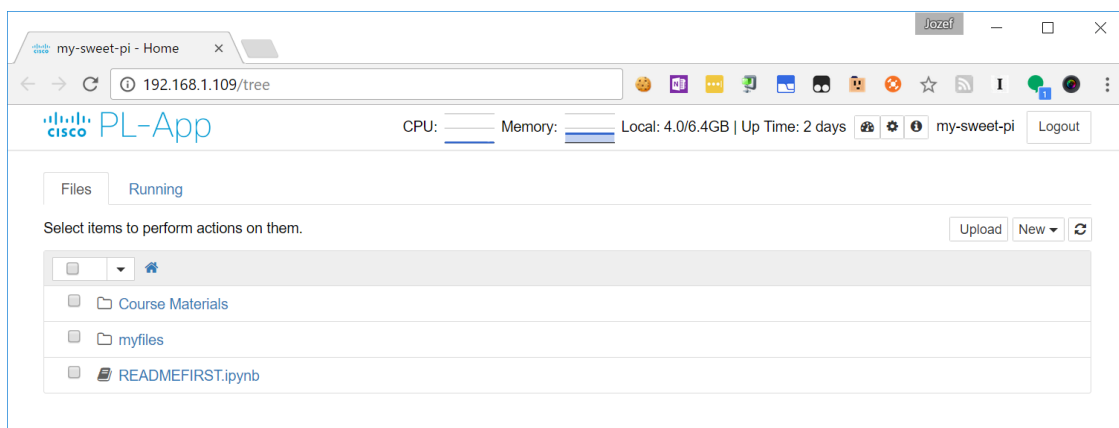 Jozef
my-sweet-pi - Home
192.168.1.109/tree
1
cisco PL-App CPU: Memory: Local: 4.0/6.4GB | Up Time: 2 days my-sweet-pi Logout
Files Running
Select items to perform actions on them. Upload New
Course Materials
myfiles
READMEFIRST.ipynb